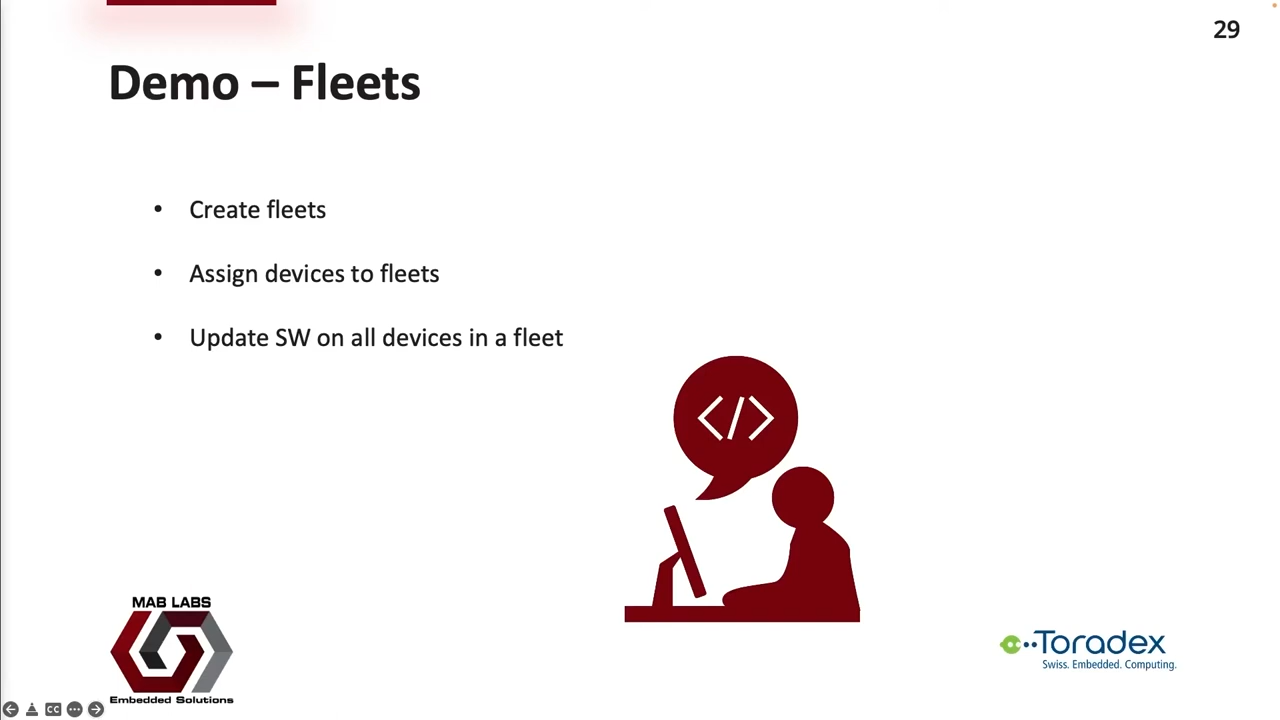 29
Demo – Fleets
• Create fleets
• Assign devices to fleets
• Update SW on all devices in a fleet
</>
MAB LABS
Embedded Solutions
Toradex
Swiss. Embedded. Computing.
CC